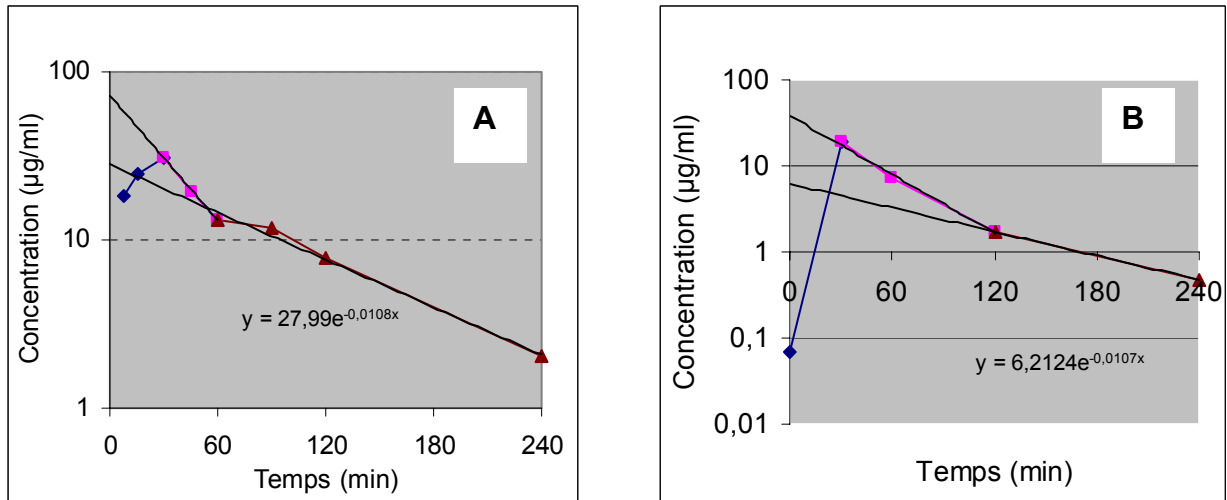 A
Concentration (µg/ml)
100
10
1
y = 27,99e-0,0108x
0 60 120 180 240
Temps (min)
B
Concentration (µg/ml)
100
10
1
0,1
0,01
0 60 120 180 240
y = 6,2124e-0,0107x
Temps (min)